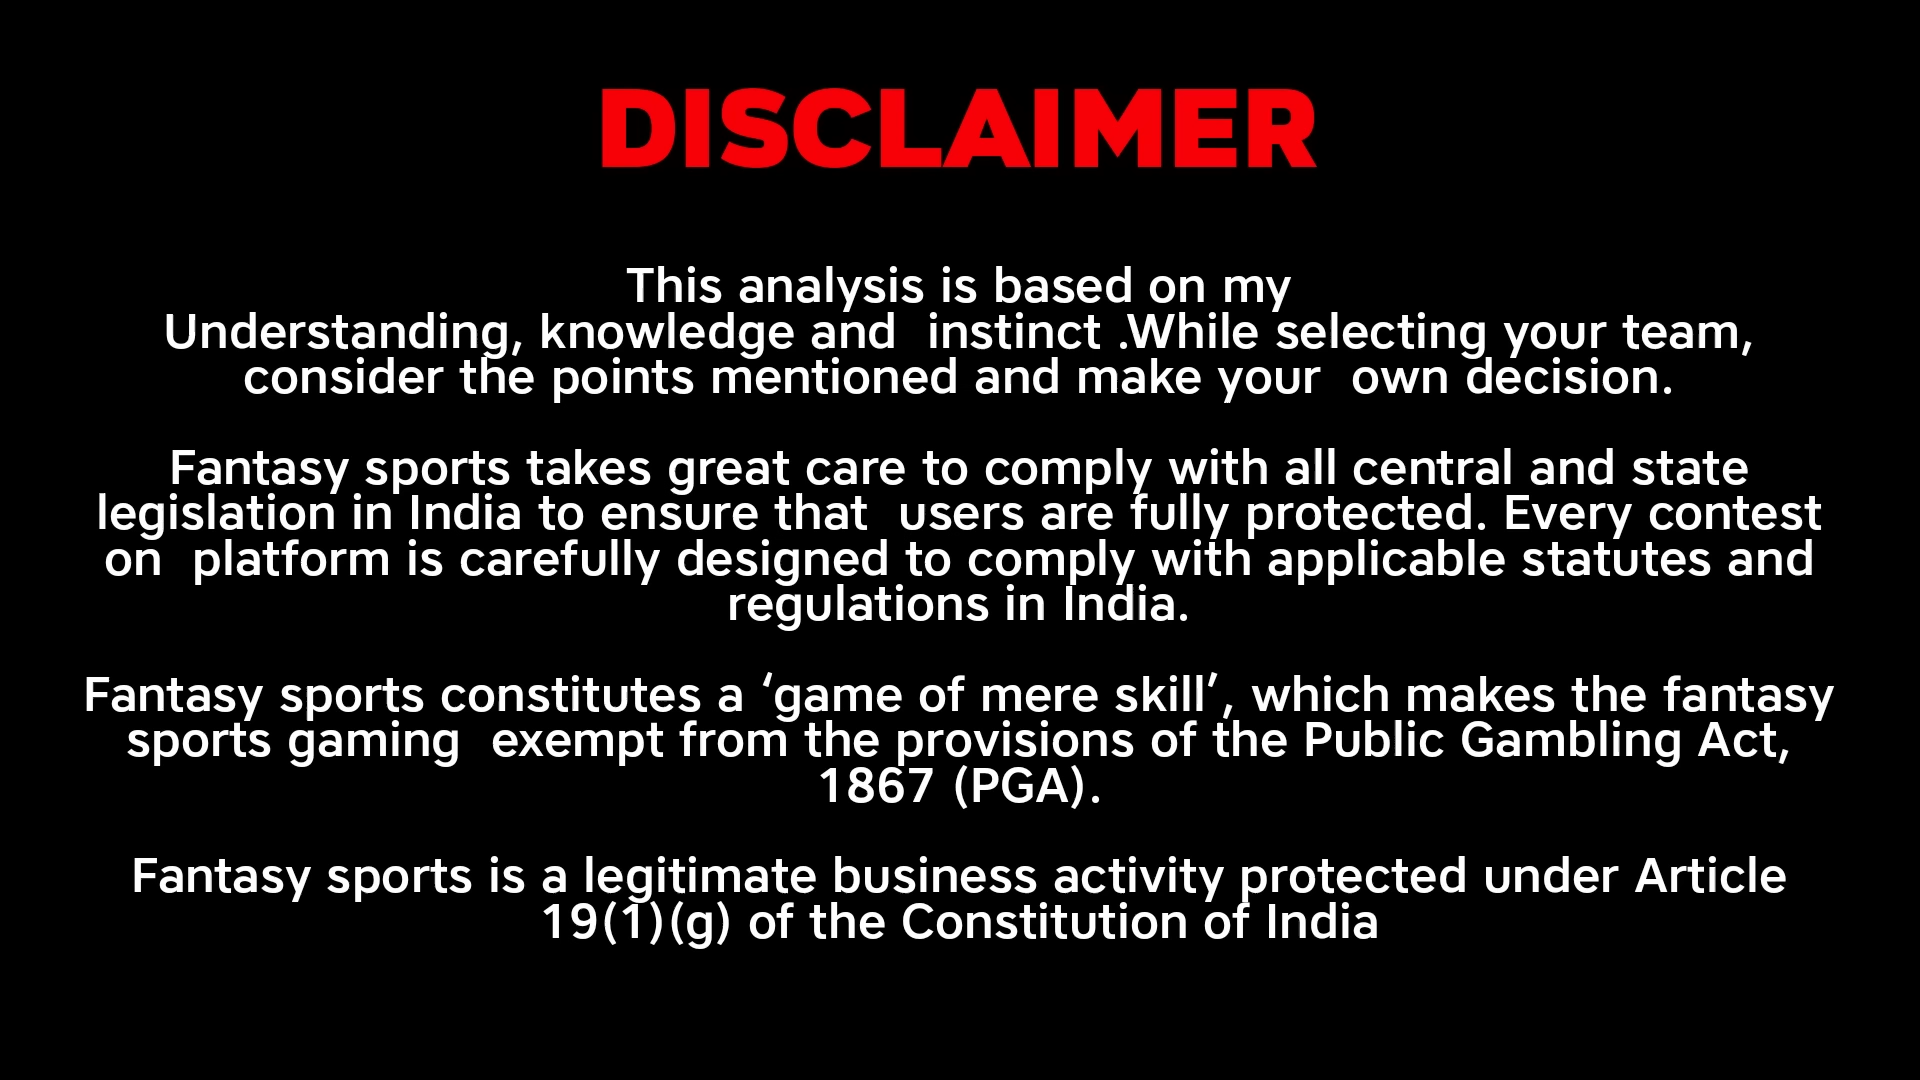 DISCLAIMER
This analysis is based on my
Understanding, knowledge and  instinct .While selecting your team,
consider the points mentioned and make your  own decision.
Fantasy sports takes great care to comply with all central and state
legislation in India to ensure that  users are fully protected. Every contest
on  platform is carefully designed to comply with applicable statutes and
regulations in India.
Fantasy sports constitutes a ‘game of mere skill’, which makes the fantasy
sports gaming  exempt from the provisions of the Public Gambling Act,
1867 (PGA).
Fantasy sports is a legitimate business activity protected under Article
19(1)(g) of the Constitution of India